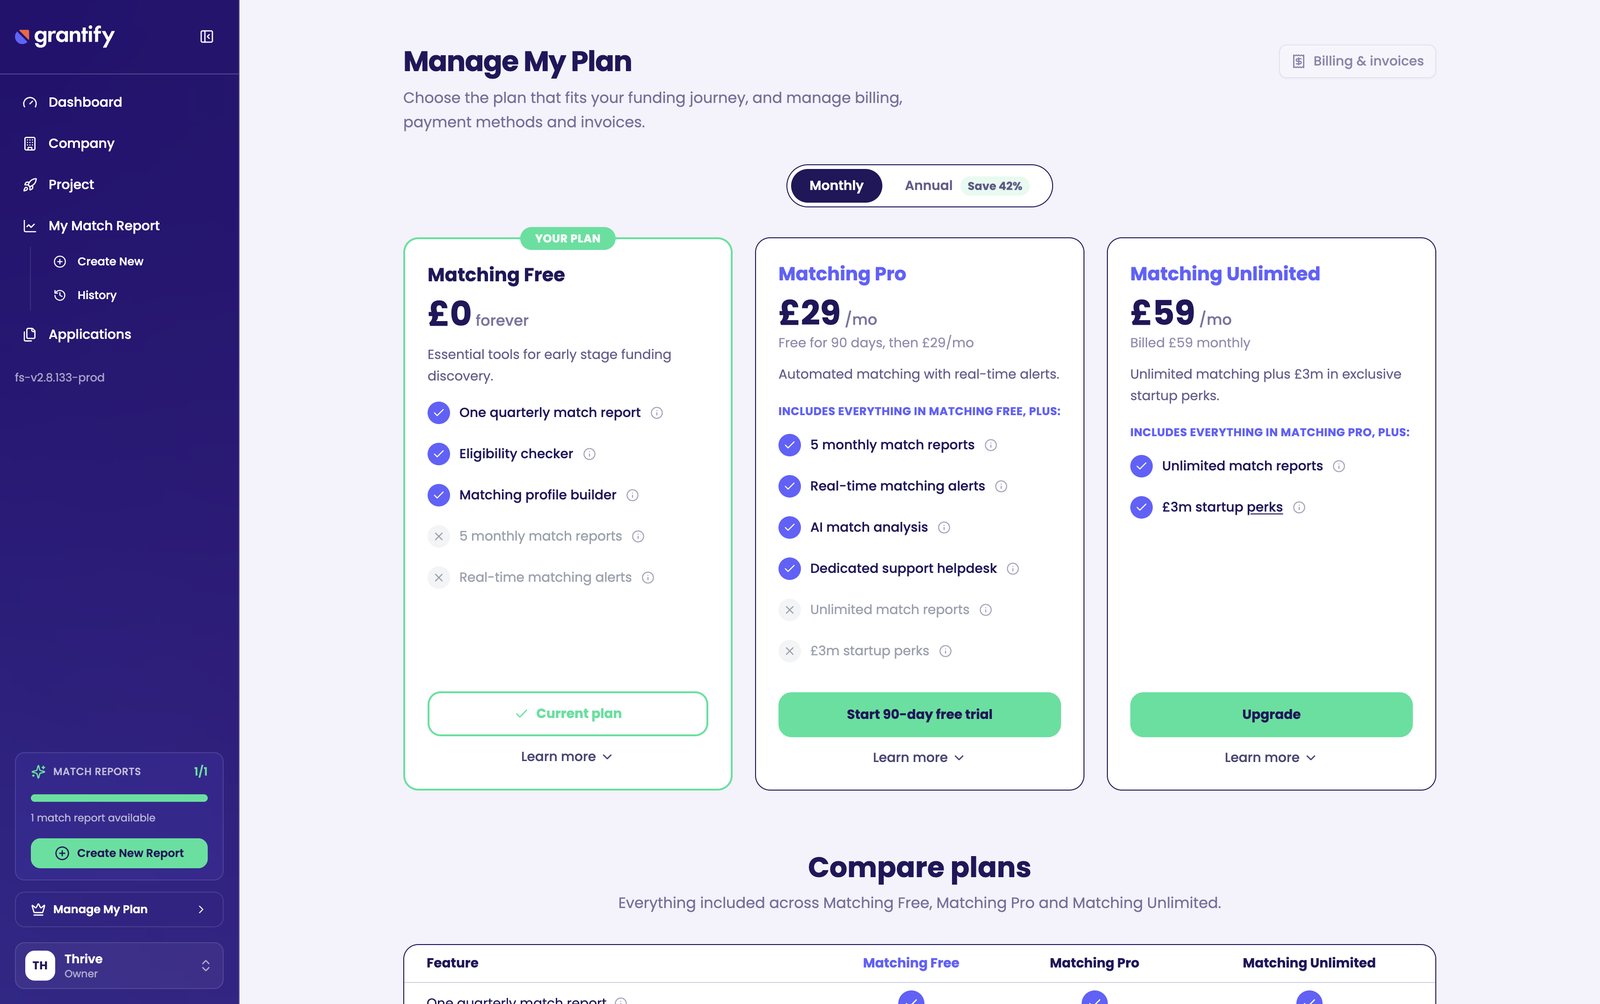 grantify
Dashboard
Company
Project
My Match Report
Create New
History
Applications
fs-v2.8.133-prod
MATCH REPORTS 1/1
1 match report available
Create New Report
Manage My Plan
TH
Thrive
Owner
Manage My Plan
Billing & invoices
Choose the plan that fits your funding journey, and manage billing,
payment methods and invoices.
Monthly Annual Save 42%
YOUR PLAN
Matching Free
£0 forever
Essential tools for early stage funding
discovery.
One quarterly match report
Eligibility checker
Matching profile builder
5 monthly match reports
Real-time matching alerts
Current plan
Learn more
Matching Pro
£29 /mo
Free for 90 days, then £29/mo
Automated matching with real-time alerts.
INCLUDES EVERYTHING IN MATCHING FREE, PLUS:
5 monthly match reports
Real-time matching alerts
AI match analysis
Dedicated support helpdesk
Unlimited match reports
£3m startup perks
Start 90-day free trial
Learn more
Matching Unlimited
£59 /mo
Billed £59 monthly
Unlimited matching plus £3m in exclusive
startup perks.
INCLUDES EVERYTHING IN MATCHING PRO, PLUS:
Unlimited match reports
£3m startup perks
Upgrade
Learn more
Compare plans
Everything included across Matching Free, Matching Pro and Matching Unlimited.
Feature Matching Free Matching Pro Matching Unlimited
One quarterly match report